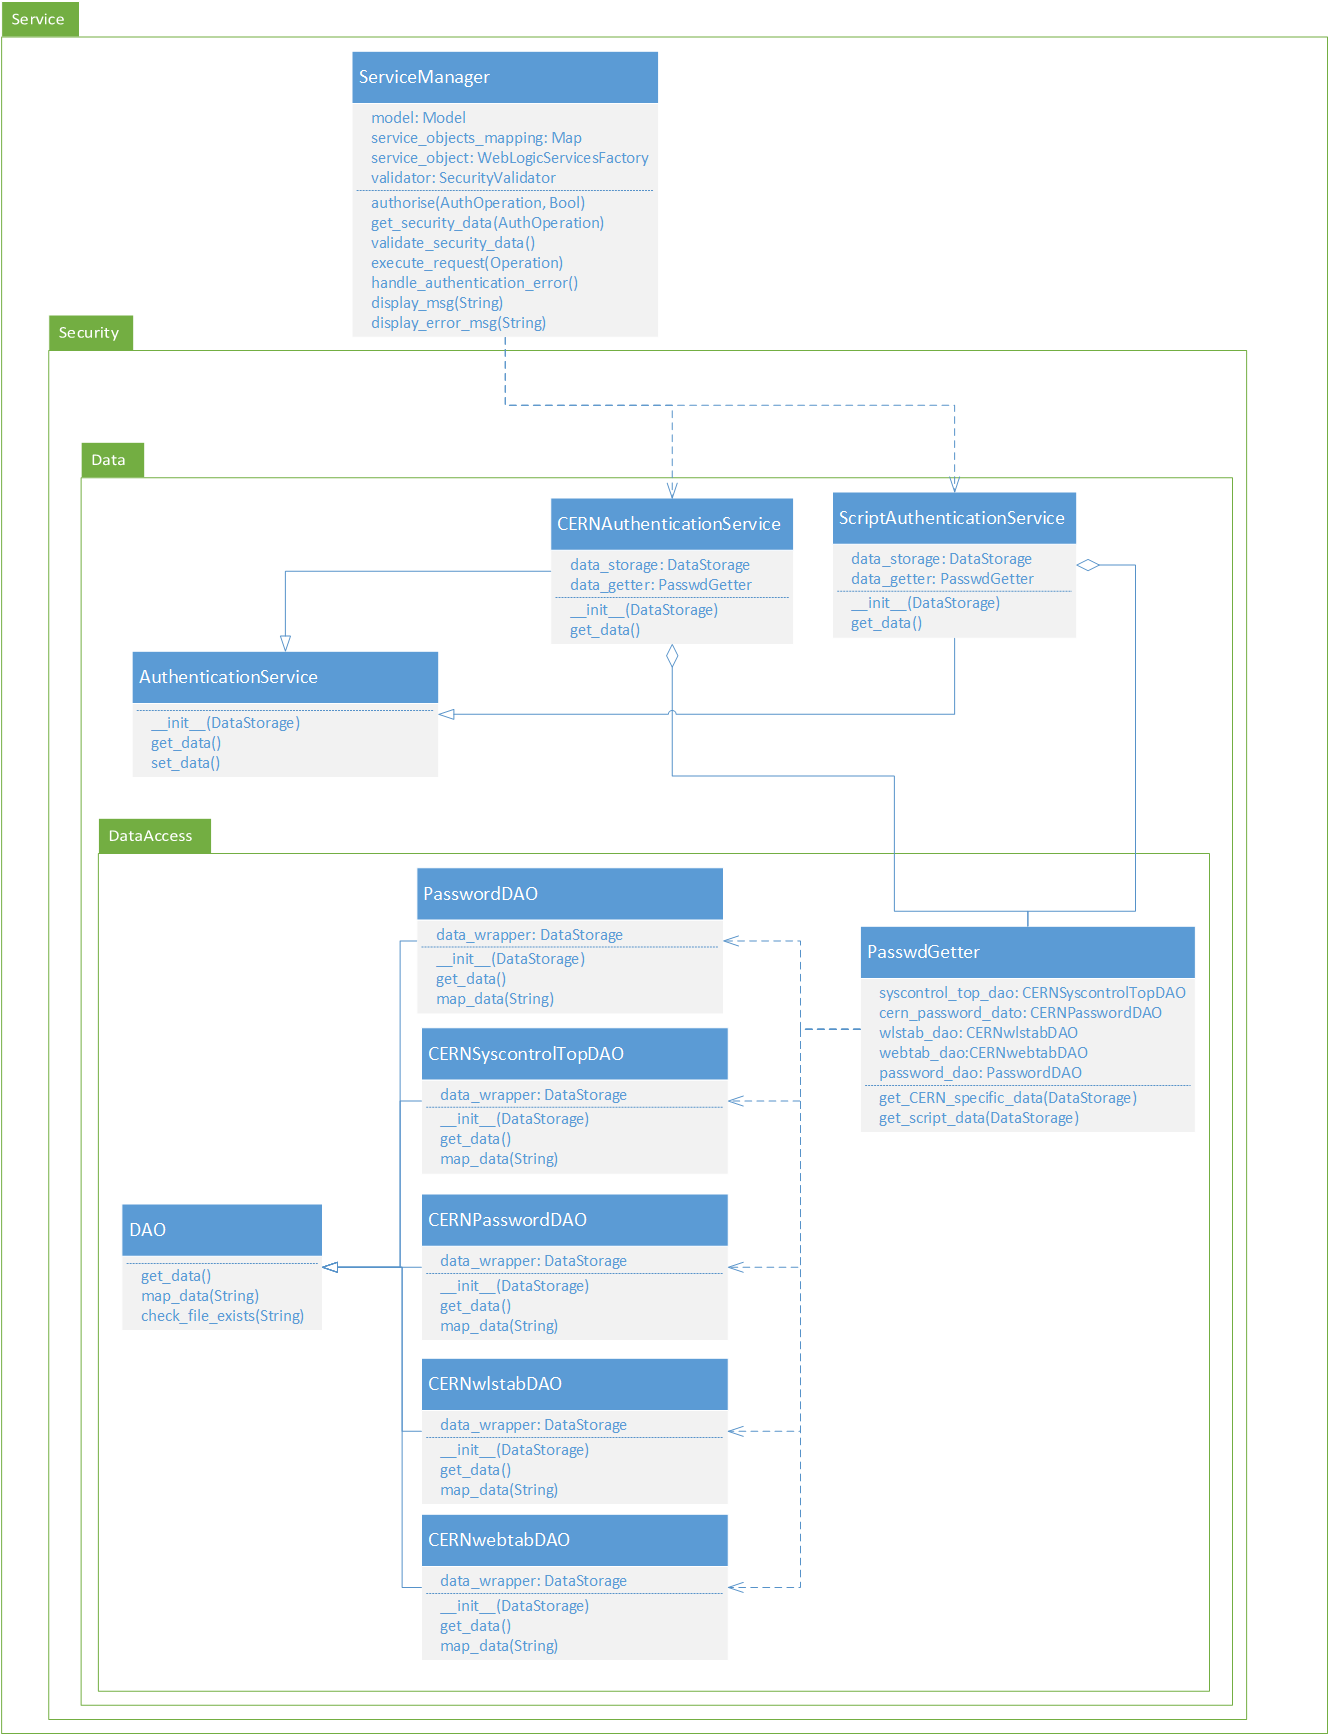 Service
ServiceManager
model: Model
service_objects_mapping: Map
service_object: WebLogicServicesFactory
validator: SecurityValidator
authorise(AuthOperation, Bool)
get_security_data(AuthOperation)
validate_security_data()
execute_request(Operation)
handle_authentication_error()
display_msg(String)
display_error_msg(String)
Security
Data
CERNAuthenticationService
data_storage: DataStorage
data_getter: PasswdGetter
__init__(DataStorage)
get_data()
ScriptAuthenticationService
data_storage: DataStorage
data_getter: PasswdGetter
__init__(DataStorage)
get_data()
AuthenticationService
__init__(DataStorage)
get_data()
set_data()
DataAccess
PasswordDAO
data_wrapper: DataStorage
__init__(DataStorage)
get_data()
map_data(String)
PasswdGetter
syscontrol_top_dao: CERNSyscontrolTopDAO
cern_password_dato: CERNPasswordDAO
wlstab_dao: CERNwlstabDAO
webtab_dao:CERNwebtabDAO
password_dao: PasswordDAO
get_CERN_specific_data(DataStorage)
get_script_data(DataStorage)
CERNSyscontrolTopDAO
data_wrapper: DataStorage
__init__(DataStorage)
get_data()
map_data(String)
DAO
get_data()
map_data(String)
check_file_exists(String)
CERNPasswordDAO
data_wrapper: DataStorage
__init__(DataStorage)
get_data()
map_data(String)
CERNwlstabDAO
data_wrapper: DataStorage
__init__(DataStorage)
get_data()
map_data(String)
CERNwebtabDAO
data_wrapper: DataStorage
__init__(DataStorage)
get_data()
map_data(String)